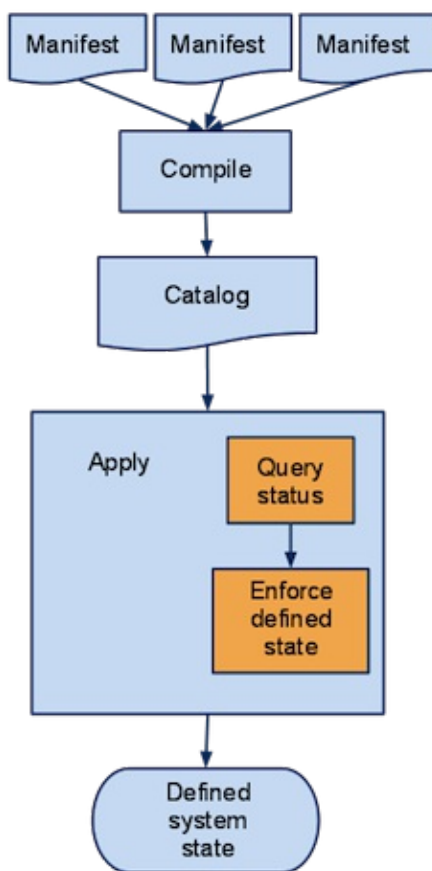 Manifest
Manifest
Manifest
Compile
Catalog
Apply
Query
status
Enforce
defined
state
Defined
system
state